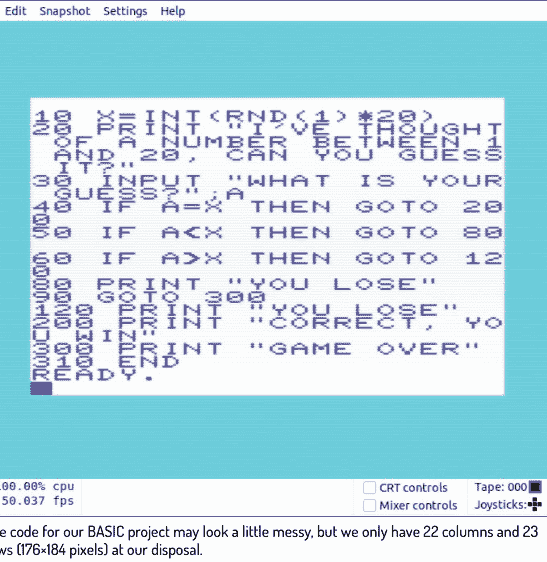 Edit Snapshot Settings Help
10 X=INT(RND(1)*20)
20 PRINT "I'VE THOUGHT
OF A NUMBER BETWEEN 1
AND 20, CAN YOU GUESS
IT?"
30 INPUT "WHAT IS YOUR
GUESS?";A
40 IF A=X THEN GOTO 20
0
50 IF A<X THEN GOTO 80
60 IF A>X THEN GOTO 12
0
80 PRINT "YOU LOSE"
90 GOTO 300
120 PRINT "YOU LOSE"
200 PRINT "CORRECT, YO
U WIN"
300 PRINT "GAME OVER"
310 END
READY.
00.00% cpu
50.037 fps
CRT controls
Mixer controls
Tape: 000
Joysticks:
e code for our BASIC project may look a little messy, but we only have 22 columns and 23
ws (176×184 pixels) at our disposal.